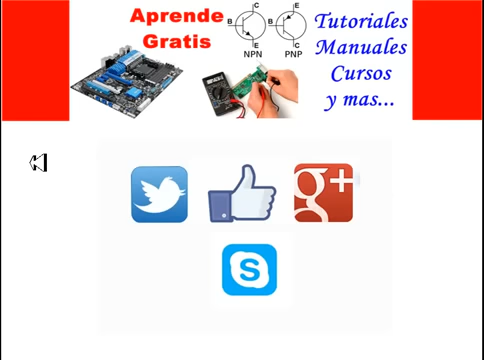 Aprende
Gratis
C
B
E
NPN
E
B
C
PNP
Tutoriales
Manuales
Cursos
y mas...
g+
S